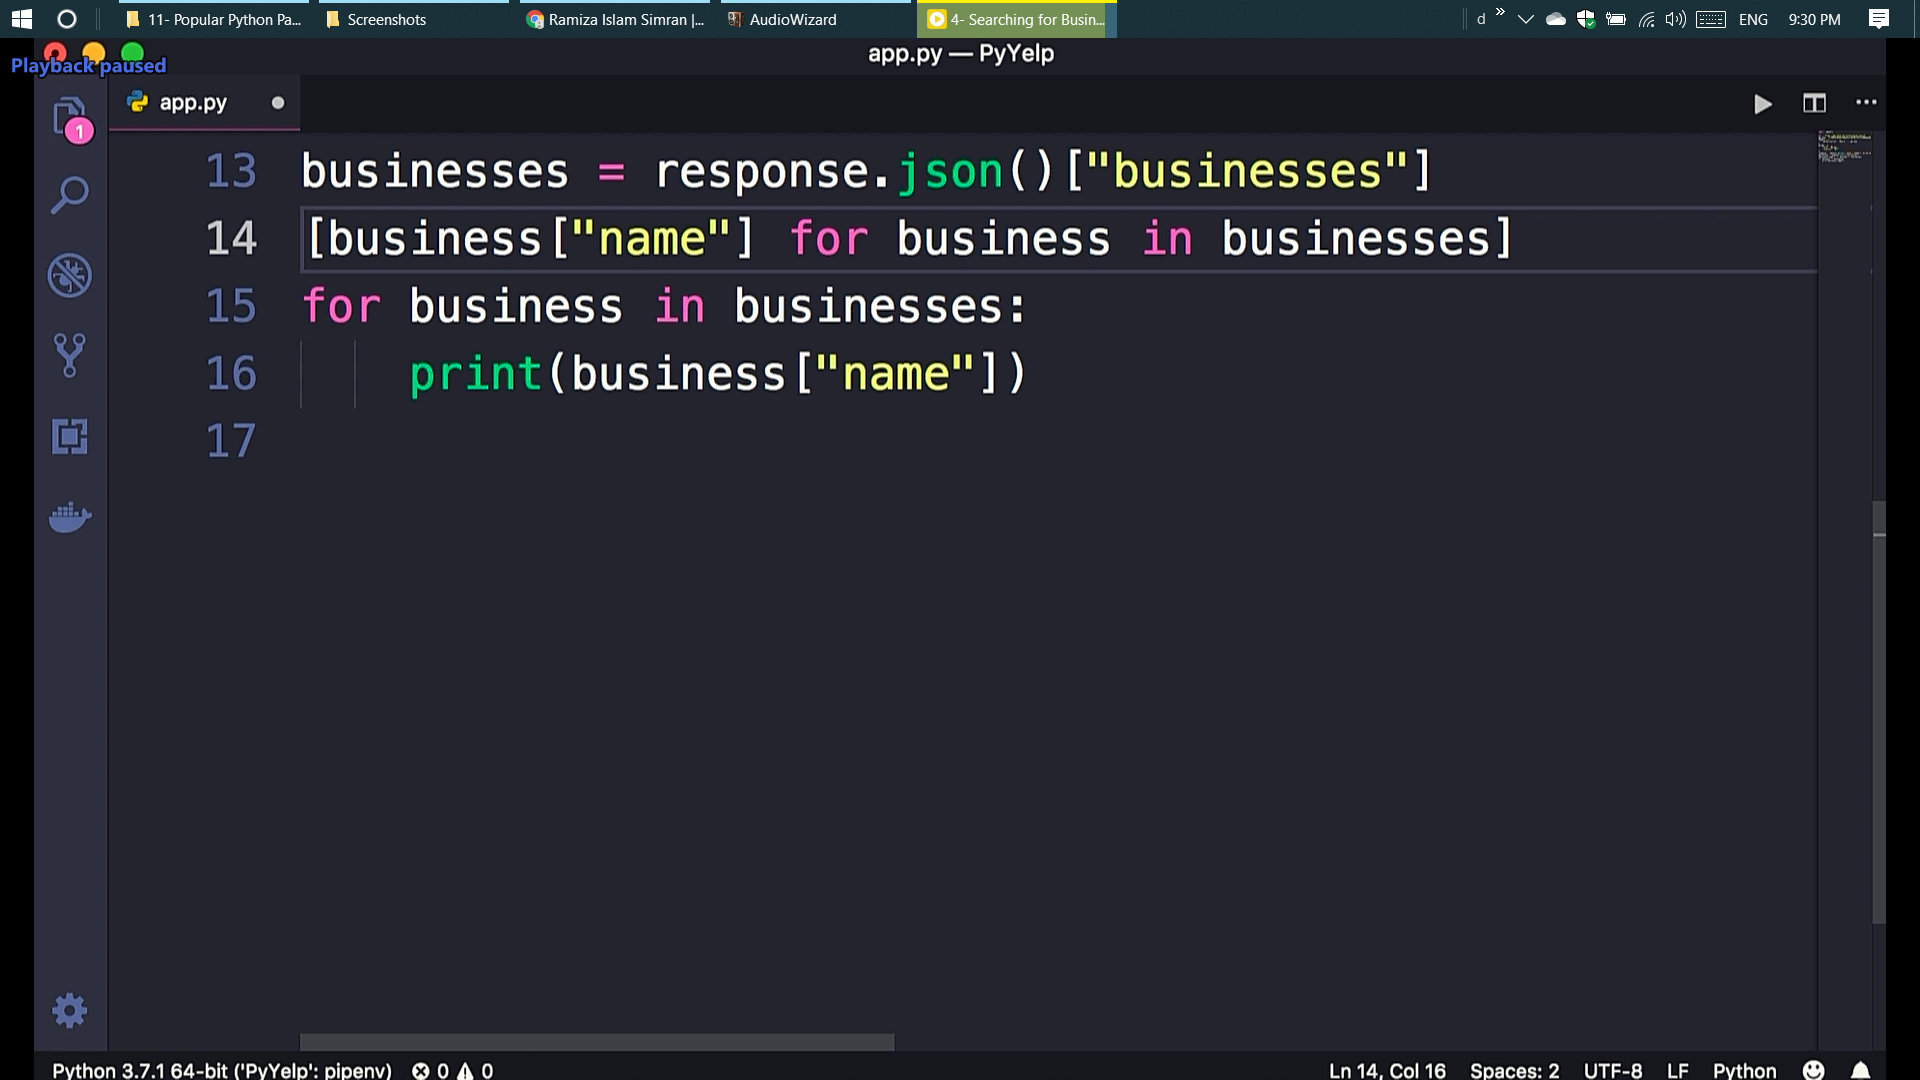 11- Popular Python Pa...
Screenshots
Ramiza Islam Simran |...
AudioWizard
4- Searching for Busin...
d
ENG
9:30 PM
Playback paused
app.py — PyYelp
1
app.py
13 businesses = response.json()["businesses"]
14 [business["name"] for business in businesses]
15 for business in businesses:
16 print(business["name"])
17
Python 3.7.1 64-bit ('PyYelp': pipenv) 0 0
Ln 14, Col 16 Spaces: 2 UTF-8 LF Python